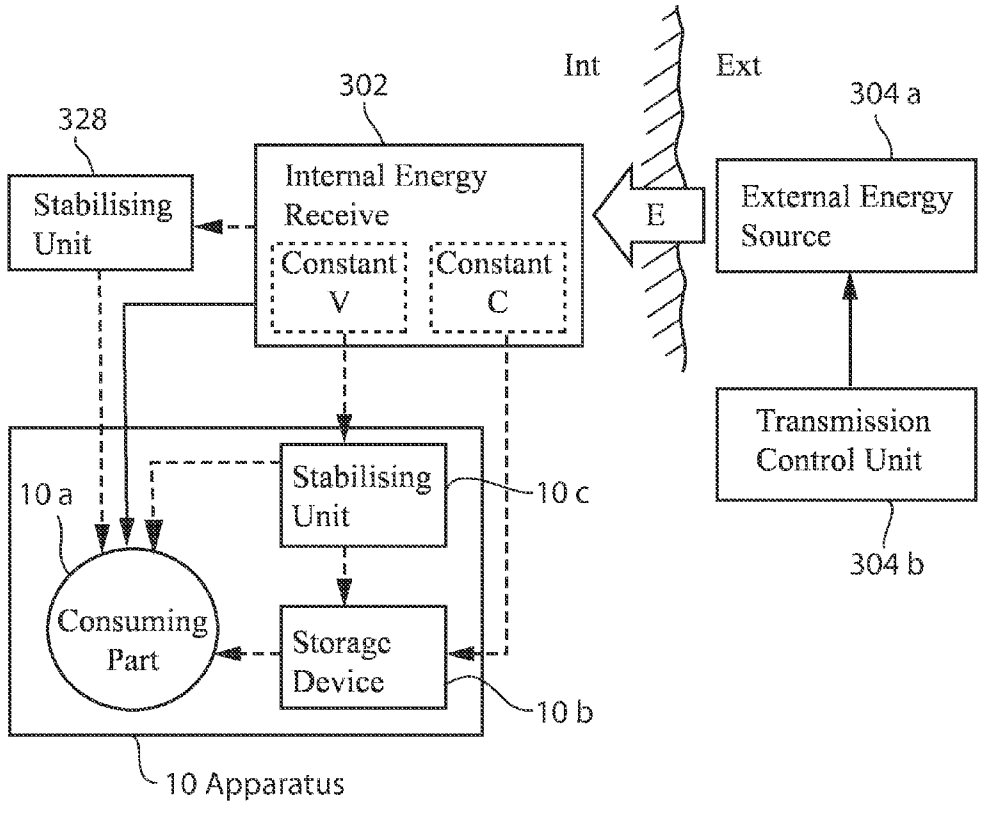 Int
Ext
302
304 a
328
Internal Energy
Receive
External Energy
Source
Stabilising
Unit
E
Constant
V
Constant
C
Transmission
Control Unit
10 a
Stabilising
Unit
10 c
304 b
Consuming
Part
Storage
Device
10 b
10 Apparatus